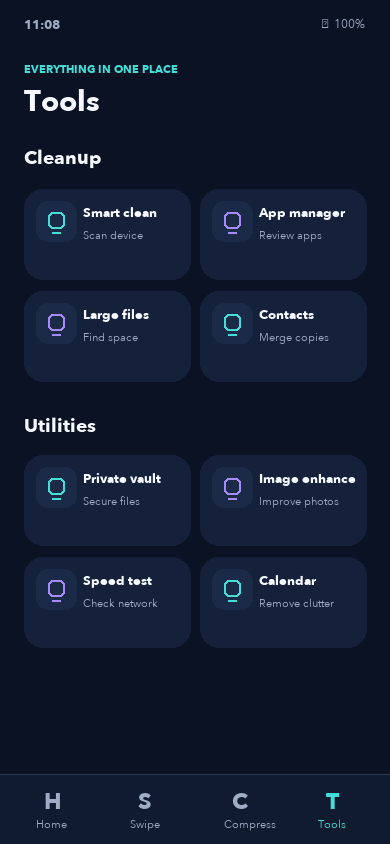 11:08
100%
EVERYTHING IN ONE PLACE
Tools
Cleanup
Smart clean
Scan device
App manager
Review apps
Large files
Find space
Contacts
Merge copies
Utilities
Private vault
Secure files
Image enhance
Improve photos
Speed test
Check network
Calendar
Remove clutter
H
Home
S
Swipe
C
Compress
T
Tools